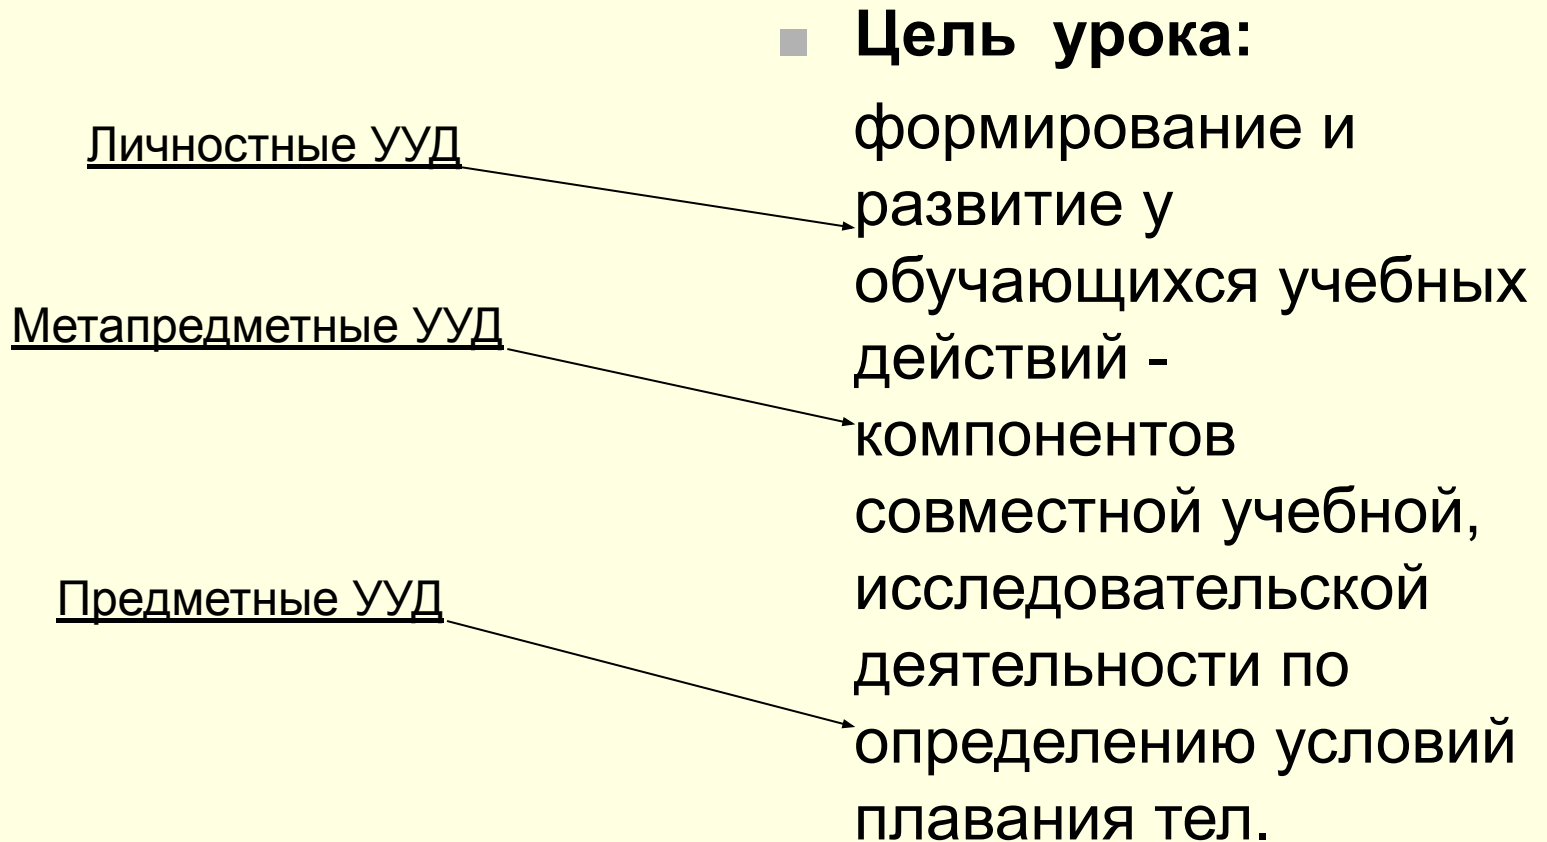 Личностные УУД
Метапредметные УУД
Предметные УУД
Цель урока:
формирование и
развитие у
обучающихся учебных
действий -
компонентов
совместной учебной,
исследовательской
деятельности по
определению условий
плавания тел.